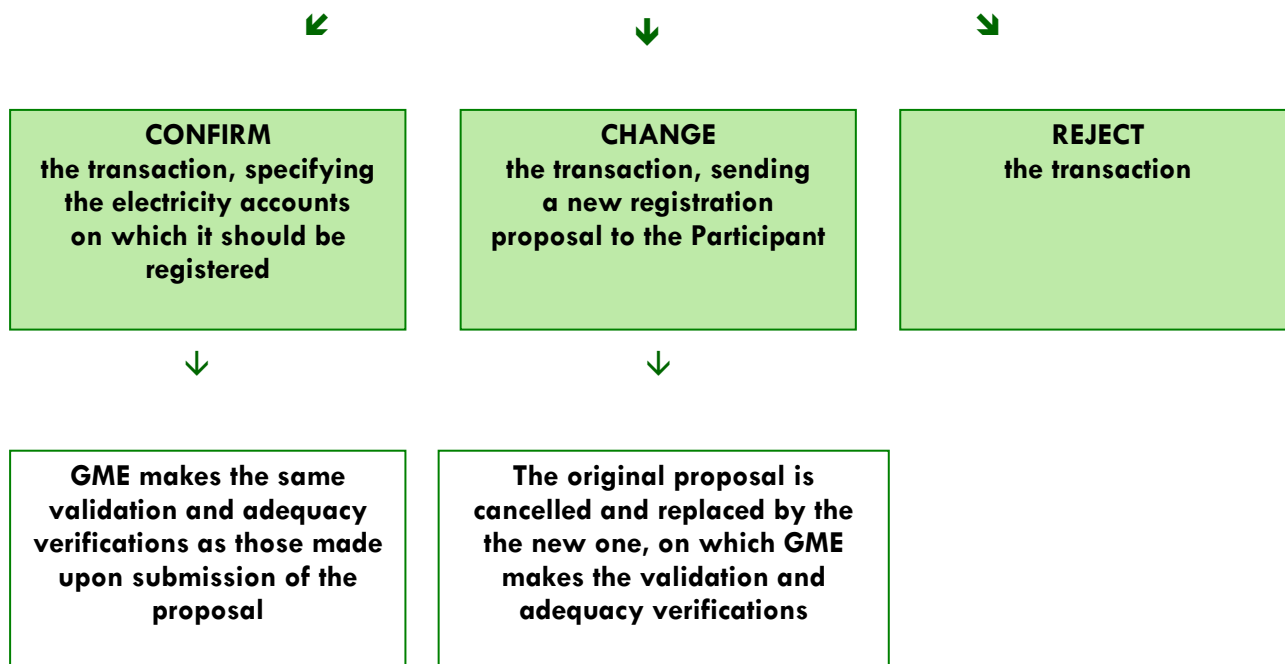 CONFIRM
the transaction, specifying
the electricity accounts
on which it should be
registered
CHANGE
the transaction, sending
a new registration
proposal to the Participant
REJECT
the transaction
GME makes the same
validation and adequacy
verifications as those made
upon submission of the
proposal
The original proposal is
cancelled and replaced by the
the new one, on which GME
makes the validation and
adequacy verifications